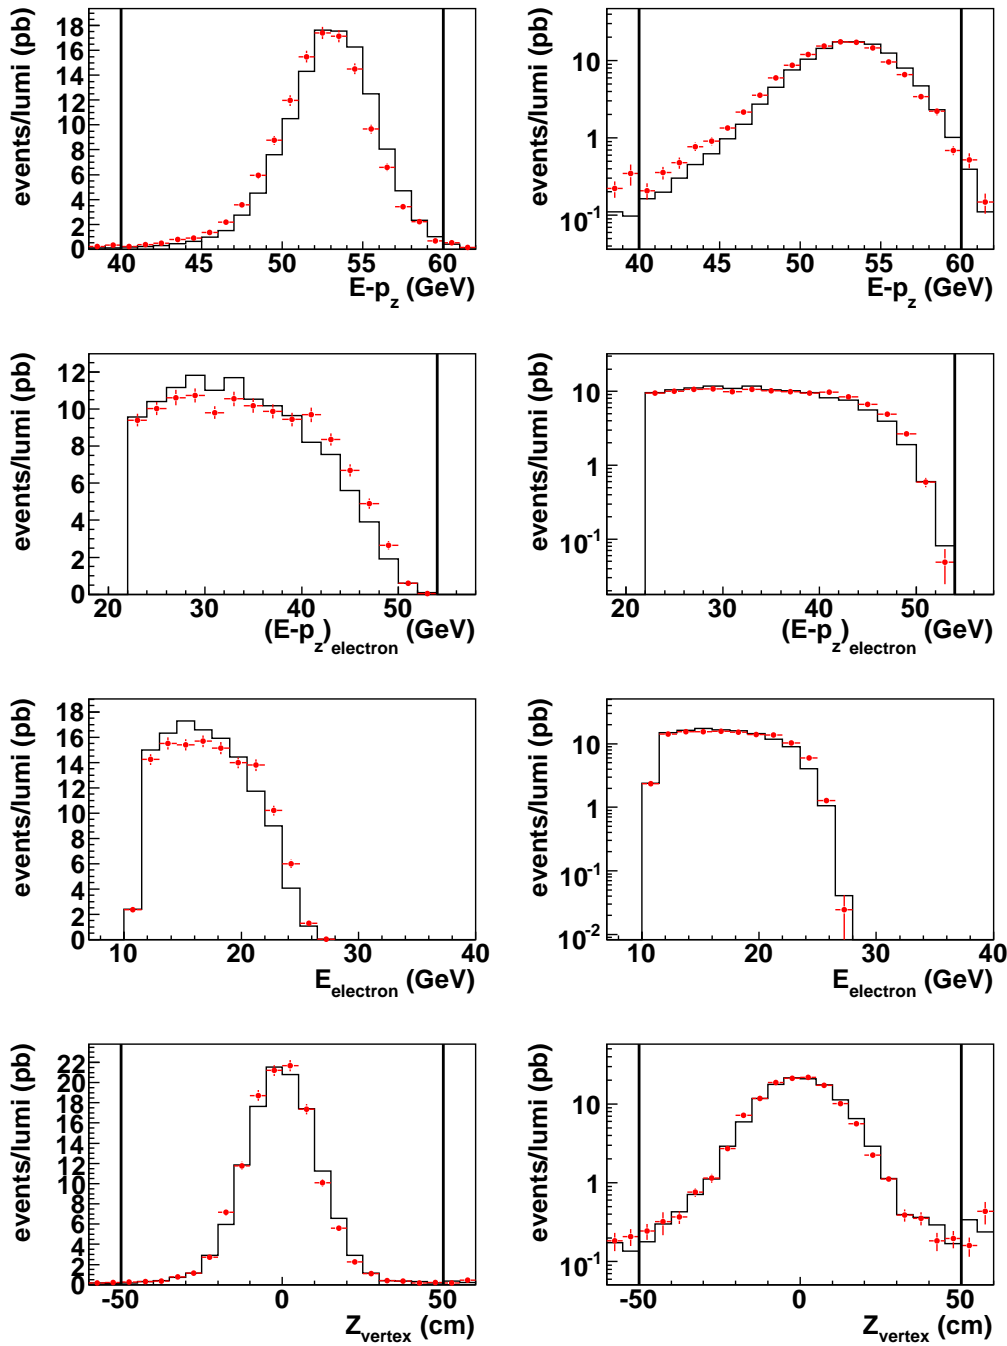 events/lumi (pb)
18
16
14
12
10
8
6
4
2
0
40 45 50 55 60
E-p_z (GeV)
events/lumi (pb)
10
1
10^-1
40 45 50 55 60
E-p_z (GeV)
events/lumi (pb)
12
10
8
6
4
2
0
20 30 40 50
(E-p_z)_electron (GeV)
events/lumi (pb)
10
1
10^-1
20 30 40 50
(E-p_z)_electron (GeV)
events/lumi (pb)
18
16
14
12
10
8
6
4
2
0
10 20 30 40
E_electron (GeV)
events/lumi (pb)
10
1
10^-1
10^-2
10 20 30 40
E_electron (GeV)
events/lumi (pb)
22
20
18
16
14
12
10
8
6
4
2
0
-50 0 50
Z_vertex (cm)
events/lumi (pb)
10
1
10^-1
-50 0 50
Z_vertex (cm)